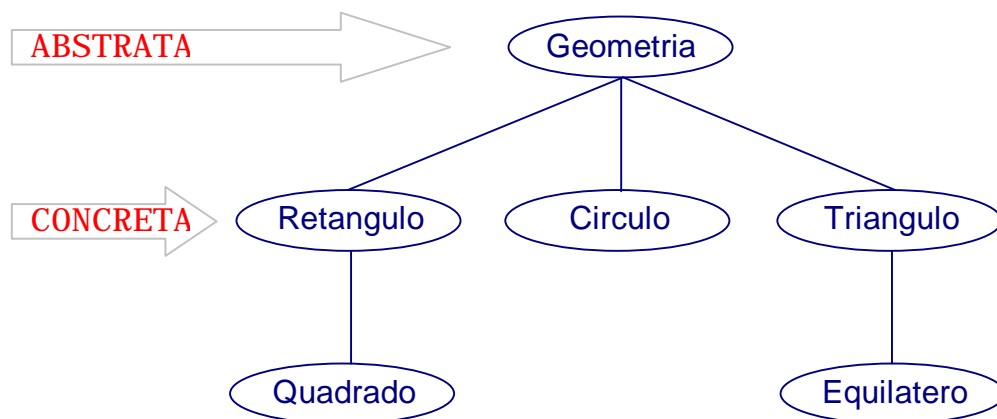 ABSTRATA
Geometria
CONCRETA
Retangulo
Circulo
Triangulo
Quadrado
Equilatero